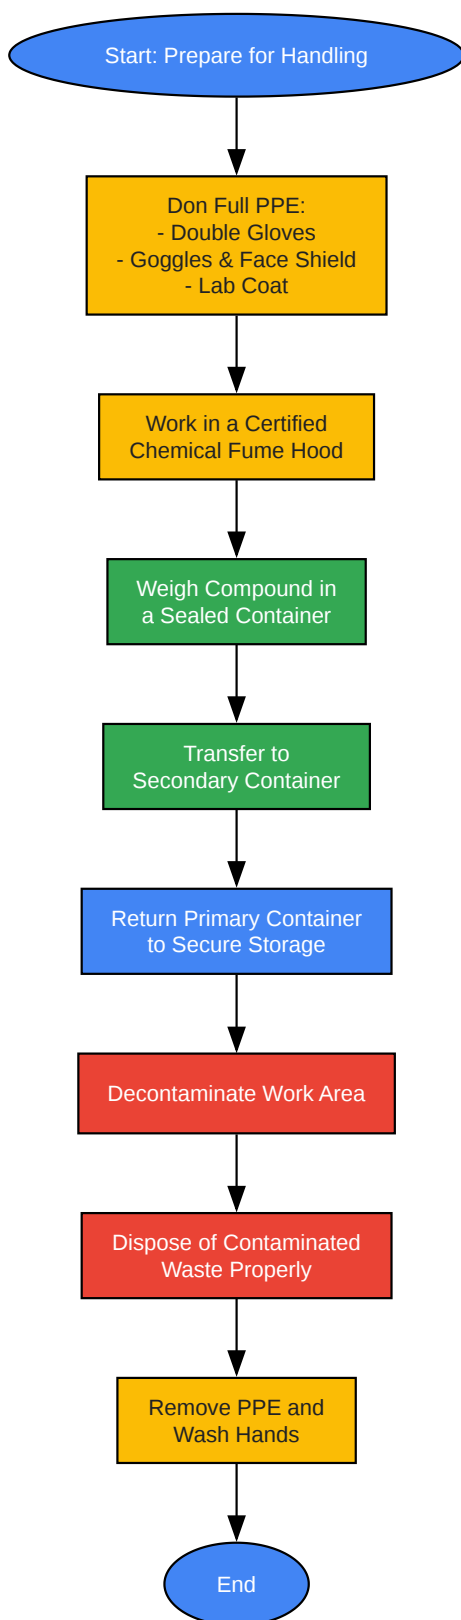 Start: Prepare for Handling
Don Full PPE:
- Double Gloves
- Goggles & Face Shield
- Lab Coat
Work in a Certified
Chemical Fume Hood
Weigh Compound in
a Sealed Container
Transfer to
Secondary Container
Return Primary Container
to Secure Storage
Decontaminate Work Area
Dispose of Contaminated
Waste Properly
Remove PPE and
Wash Hands
End